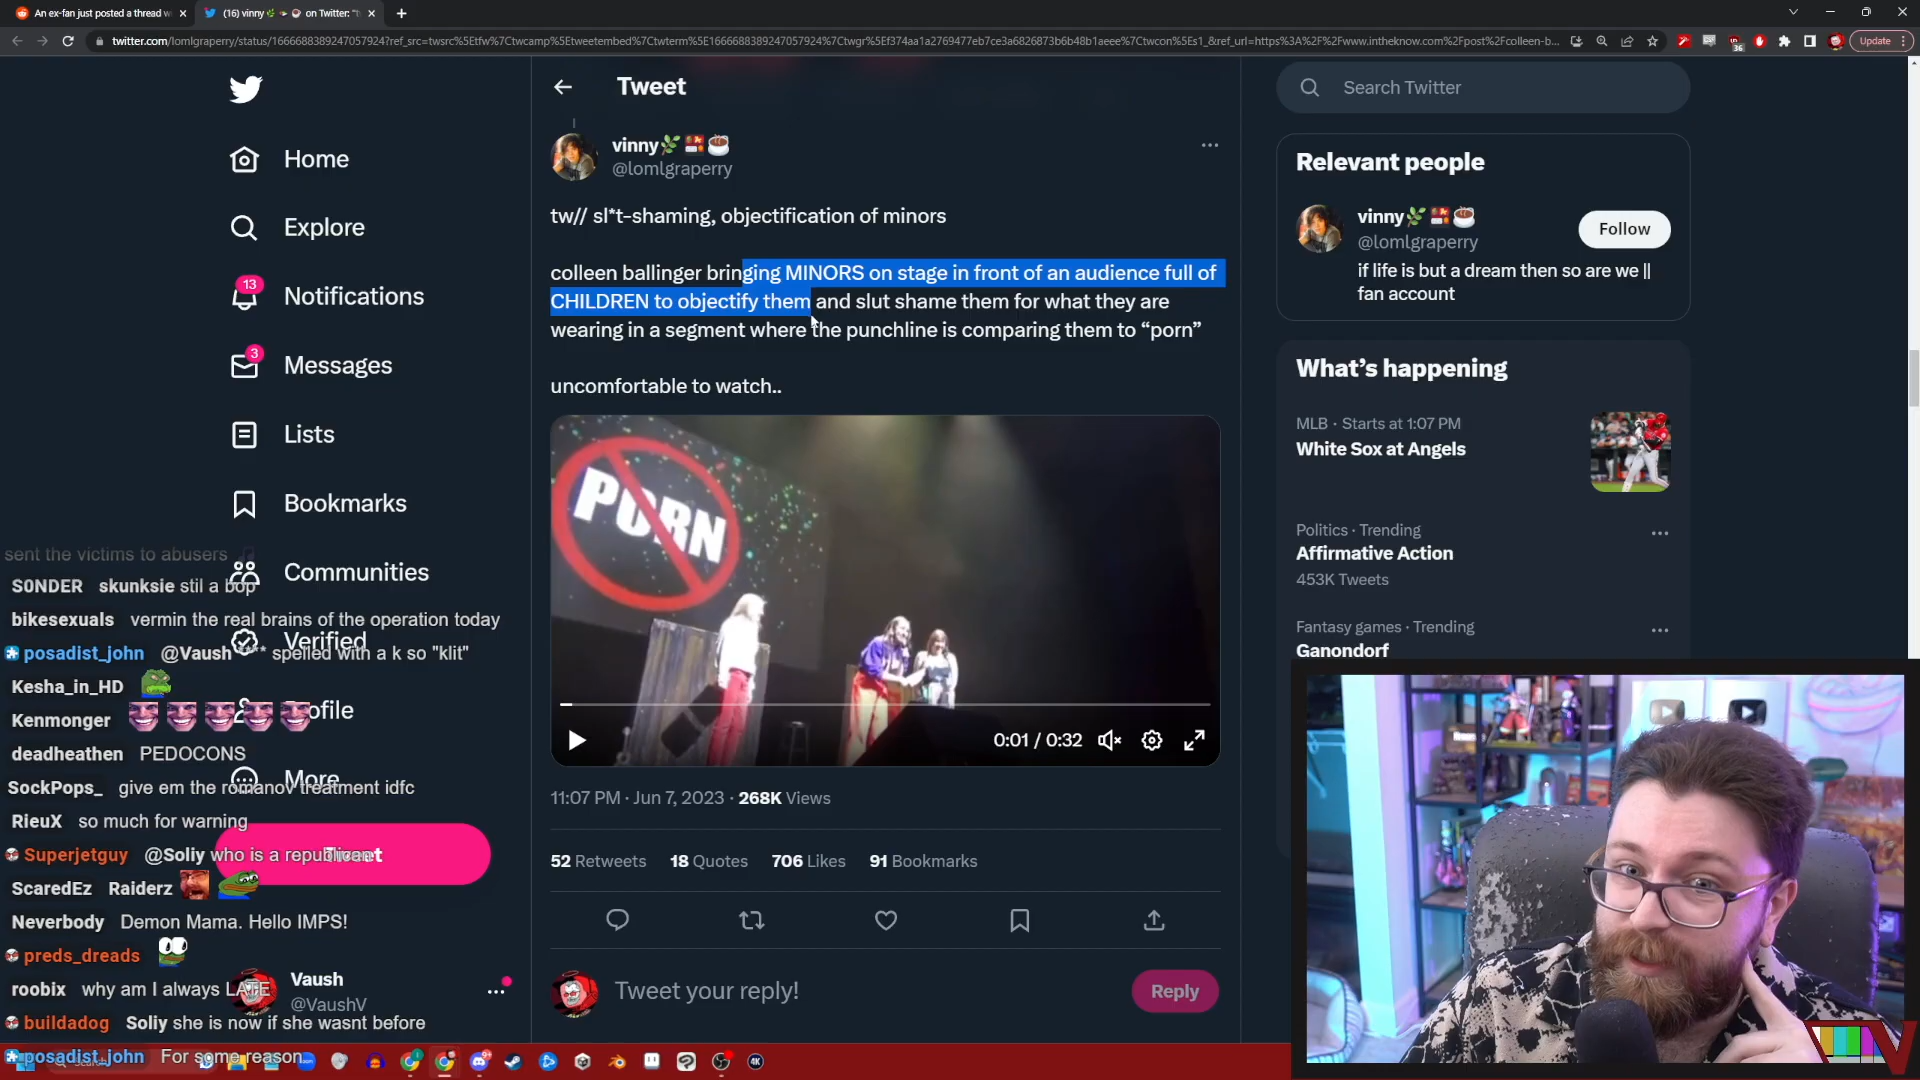 An ex-fan just posted a thread w
(16) vinny on Twitter: "
twitter.com/lomlgraperry/status/1666688389247057924?ref_src=twsrc%5Etfw%7Ctwcamp%5Etweetembed%7Ctwterm%5E1666688389247057924%7Ctwgr%5Ef374aa1a2769477eb7ce3a6826873b6b48b1aeee%7Ctwcon%5Es1_&ref_url=https%3A%2F%2Fwww.intheknow.com%2Fpost%2Fcolleen-b...
36
Update
Home
Explore
13
Notifications
3
Messages
Lists
Bookmarks
Communities
Verified
Profile
More
Tweet
Vaush
@VaushV
sent the victims to abusers
S0NDER skunksie stil a bop
bikesexuals vermin the real brains of the operation today
posadist_john @Vaush **** spelled with a k so "klit"
Kesha_in_HD
Kenmonger
deadheathen PEDOCONS
SockPops_ give em the romanov treatment idfc
RieuX so much for warning
Superjetguy @Soliy who is a republican
ScaredEz Raiderz
Neverbody Demon Mama. Hello IMPS!
preds_dreads
roobix why am I always LATE
buildadog Soliy she is now if she wasnt before
posadist_john For some reason
Tweet
vinny
@lomlgraperry
tw// sl*t-shaming, objectification of minors
colleen ballinger bringing MINORS on stage in front of an audience full of
CHILDREN to objectify them and slut shame them for what they are
wearing in a segment where the punchline is comparing them to “porn”
uncomfortable to watch..
PORN
0:01 / 0:32
11:07 PM · Jun 7, 2023 · 268K Views
52 Retweets 18 Quotes 706 Likes 91 Bookmarks
Tweet your reply!
Reply
Search Twitter
Relevant people
vinny
@lomlgraperry
Follow
if life is but a dream then so are we ||
fan account
What’s happening
MLB · Starts at 1:07 PM
White Sox at Angels
Politics · Trending
Affirmative Action
453K Tweets
Fantasy games · Trending
Ganondorf